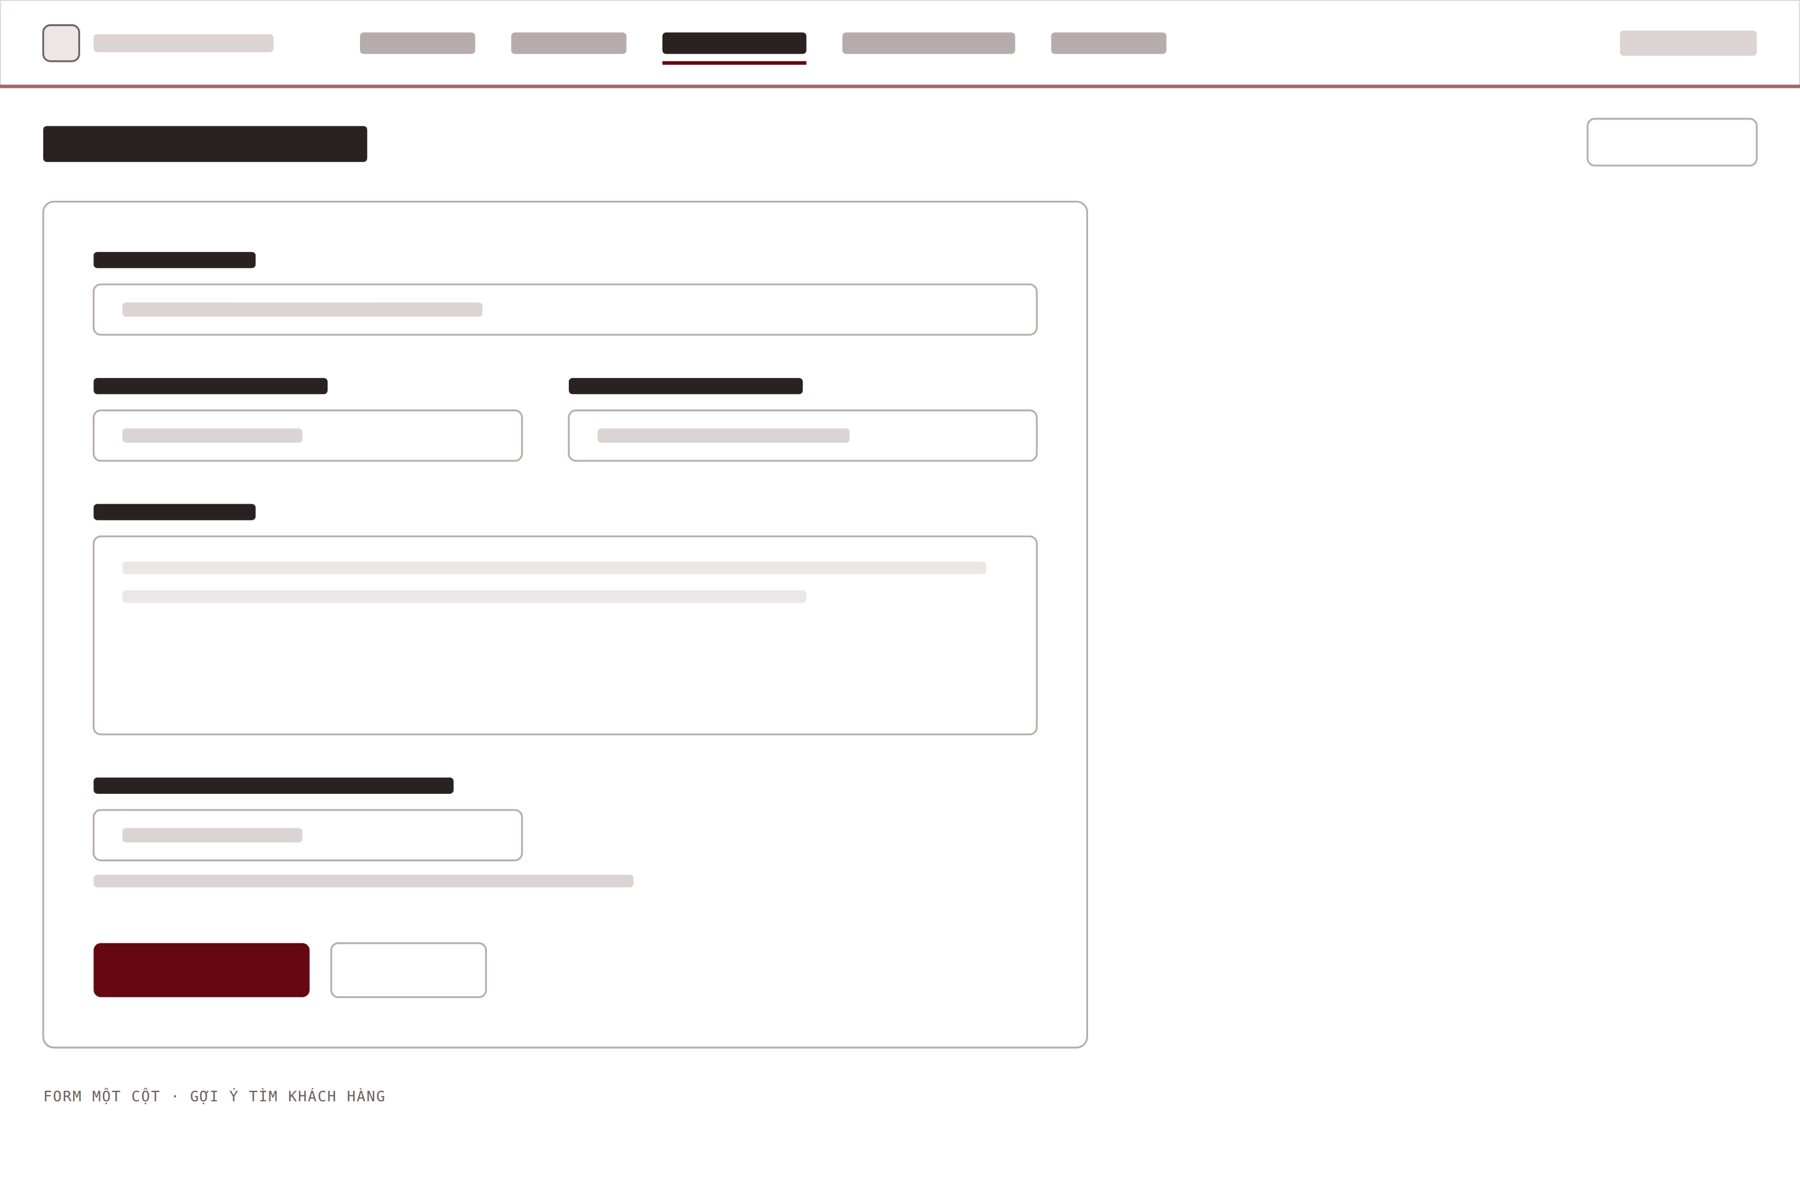 FORM MỘT CỘT · GỢI Ý TÌM KHÁCH HÀNG